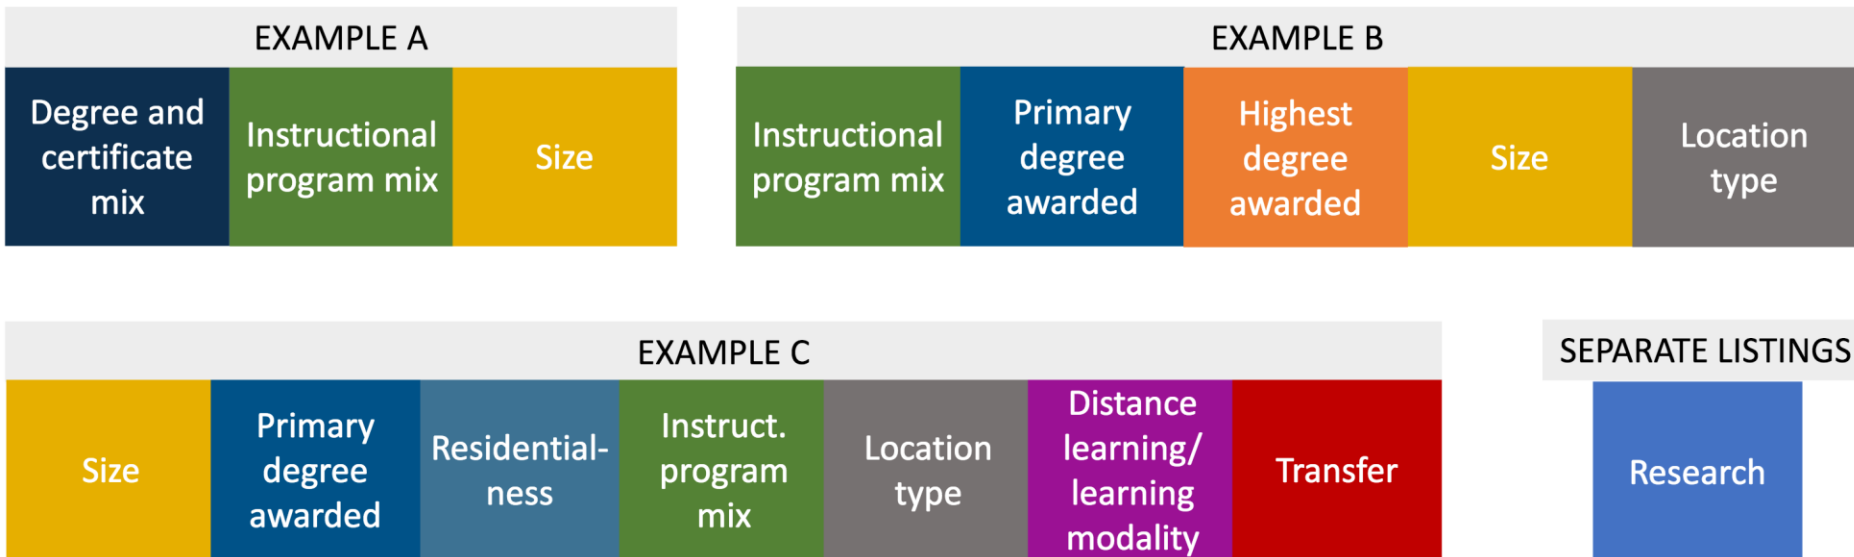 EXAMPLE A
Degree and
certificate
mix
Instructional
program mix
Size
EXAMPLE B
Instructional
program mix
Primary
degree
awarded
Highest
degree
awarded
Size
Location
type
EXAMPLE C
Size
Primary
degree
awarded
Residential-
ness
Instruct.
program
mix
Location
type
Distance
learning/
learning
modality
Transfer
SEPARATE LISTINGS
Research